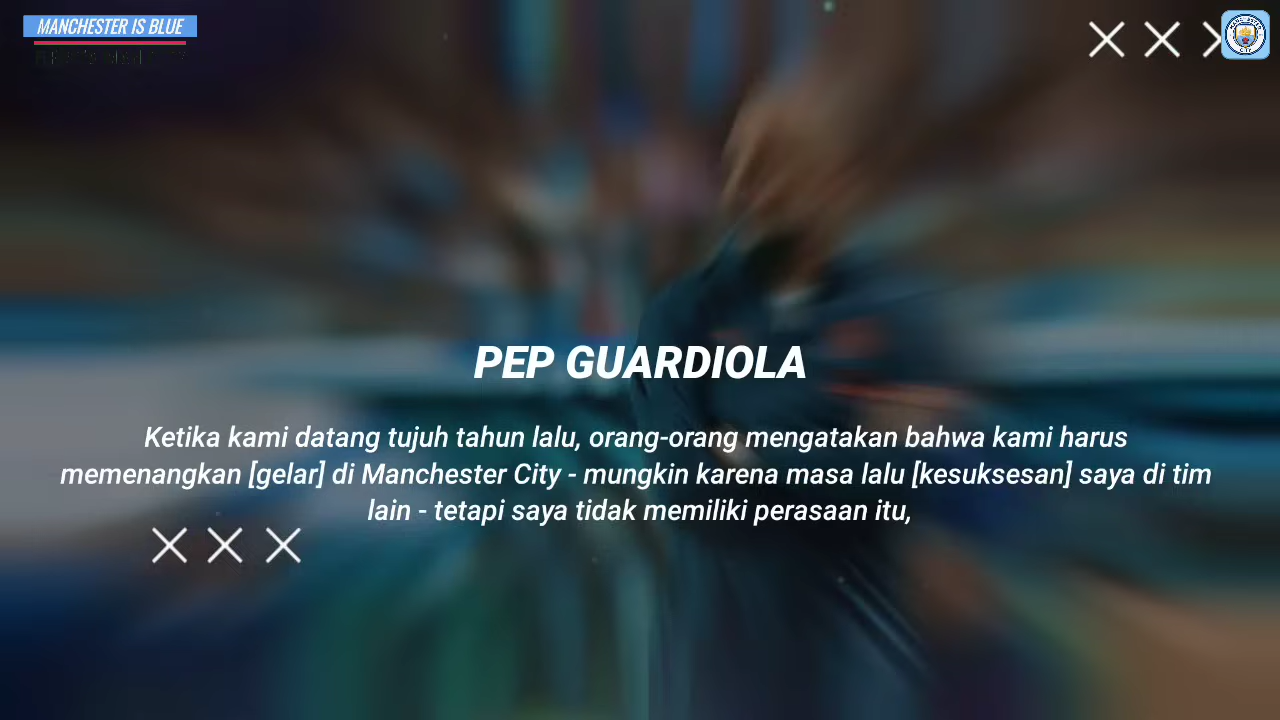 MANCHESTER IS BLUE
PEP GUARDIOLA
Ketika kami datang tujuh tahun lalu, orang-orang mengatakan bahwa kami harus
memenangkan [gelar] di Manchester City - mungkin karena masa lalu [kesuksesan] saya di tim
lain - tetapi saya tidak memiliki perasaan itu,